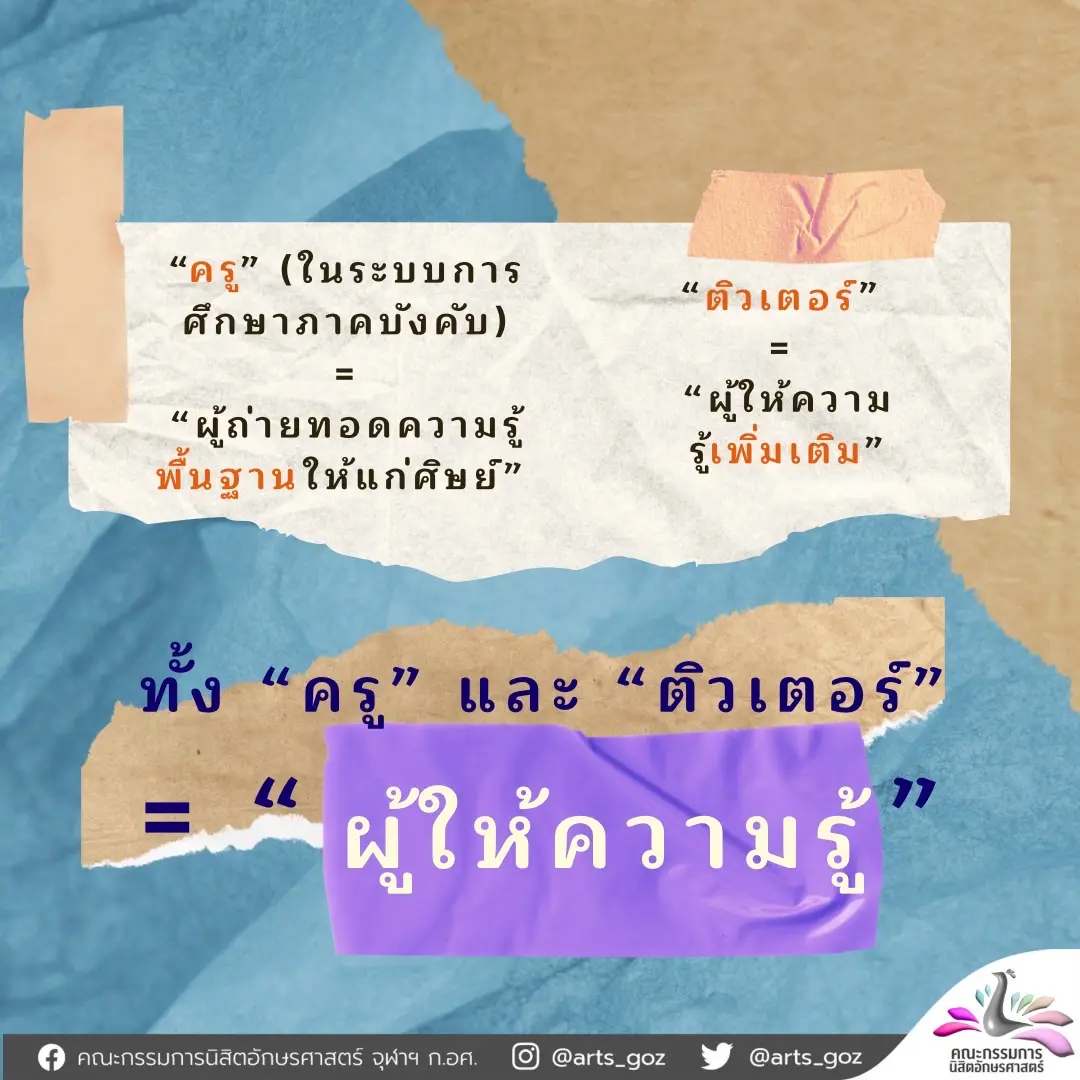 “ครู” (ในระบบการ
ศึกษาภาคบังคับ)
=
“ผู้ถ่ายทอดความรู้
พื้นฐานให้แก่ศิษย์”
“ติวเตอร์”
=
“ผู้ให้ความ
รู้เพิ่มเติม”
ทั้ง “ครู” และ “ติวเตอร์”
= “ผู้ให้ความรู้”
คณะกรรมการนิสิตอักษรศาสตร์ จุฬาฯ ก.อศ. @arts_goz @arts_goz
คณะกรรมการ
นิสิตอักษรศาสตร์